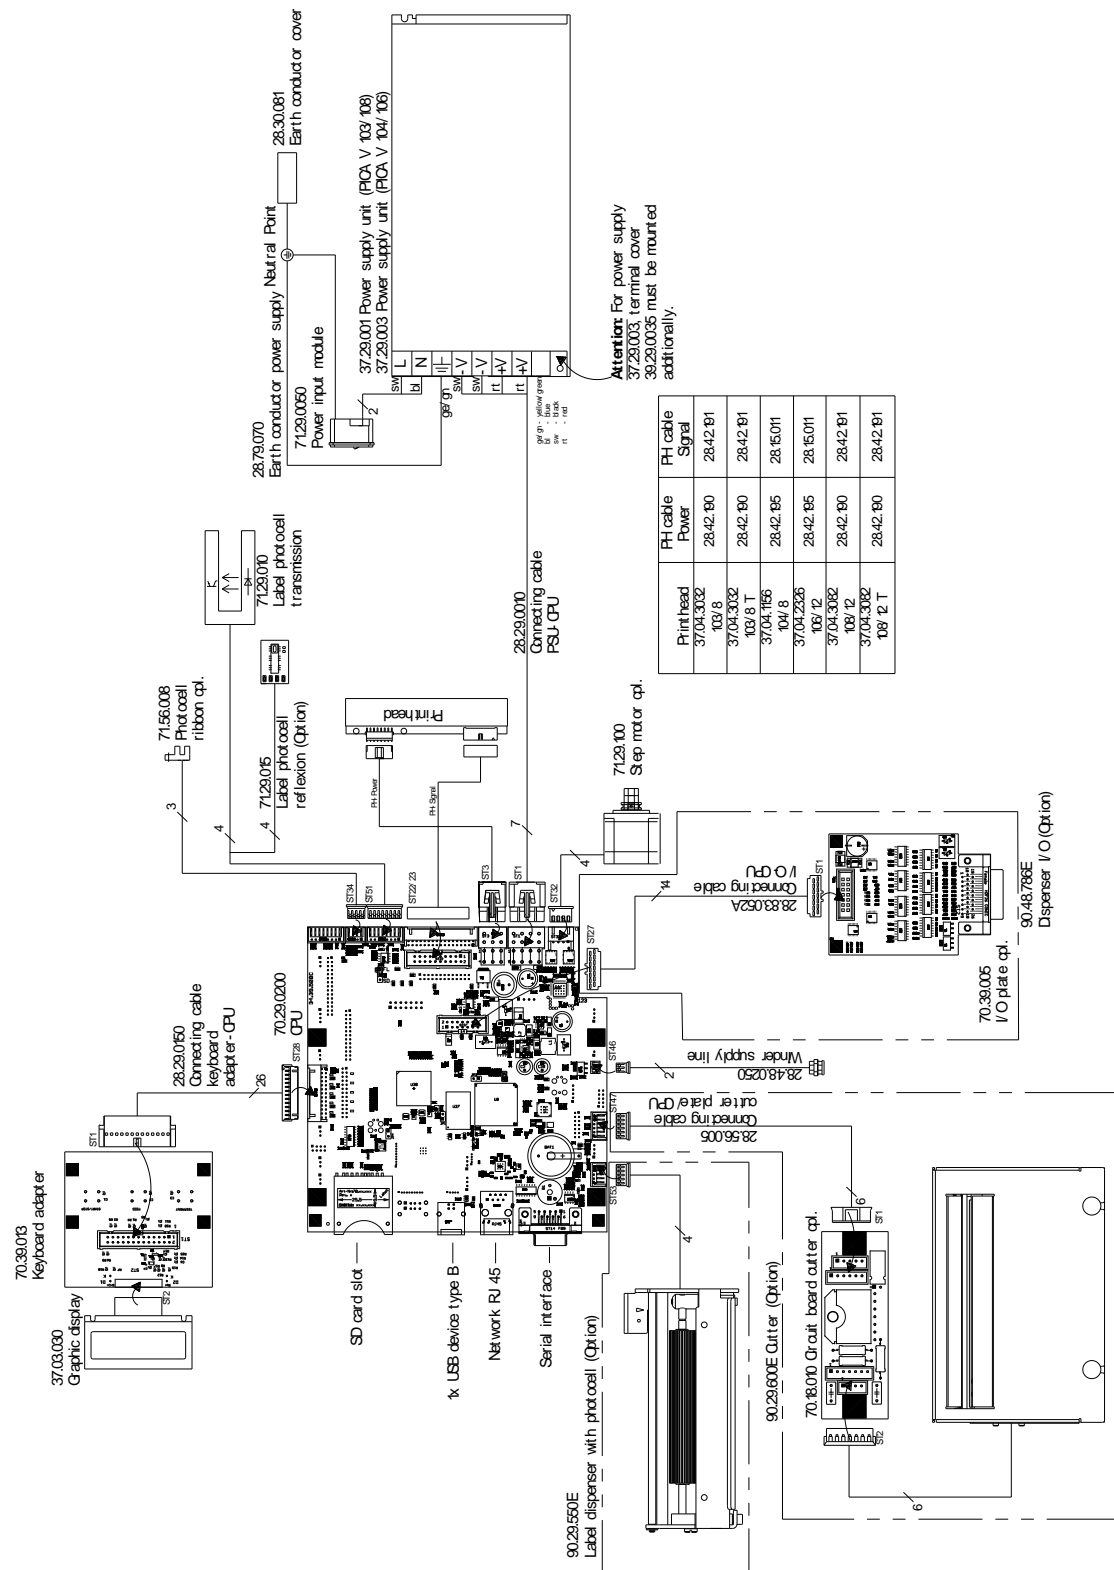 28.30.081
Earth conductor cover
Neutral Point
28.79.070
Earth conductor power supply
71.29.0050
Power input module
37.29.001 Power supply unit (PICA V 103/108)
37.29.003 Power supply unit (PICA V 104/106)
L
N
-V
-V
+V
+V
sw
bl
ge/gn
sw
rt
rt
2
ge/gn - yellow/green
bl - blue
sw - black
rt - red
Attention: For power supply
37.29.003, terminal cover
39.29.0035 must be mounted
additionally.
Printhead
PH cable
Power
PH cable
Signal
37.04.3032
103/8
28.42.190
28.42.191
37.04.3032
103/8 T
28.42.190
28.42.191
37.04.1156
104/8
28.42.195
28.15.011
37.04.2326
106/12
28.42.195
28.15.011
37.04.3082
108/12
28.42.190
28.42.191
37.04.3082
108/12 T
28.42.190
28.42.191
71.29.010
Label photocell
transmission
71.56.008
Photocell
ribbon cpl.
71.29.015
Label photocell
reflexion (Option)
3
4
4
Printhead
PH-Power
PH-Signal
28.29.0010
Connecting cable
PSU-CPU
7
71.29.100
Step motor cpl.
4
ST34
ST51
ST22/23
ST3
ST1
ST32
ST27
28.83.052A
Connecting cable
I/O-CPU
14
ST1
90.48.786E
Dispenser I/O (Option)
70.39.005
I/O plate cpl.
28.29.0150
Connecting cable
keyboard
adapter-CPU
26
70.29.0200
CPU
ST28
ST1
70.39.013
Keyboard adapter
37.03.030
Graphic display
ST2
SD card slot
1x USB device type B
Network RJ 45
Serial interface
ST46
ST47
ST53
28.48.0250
Winder supply line
2
28.56.005
Connecting cable
cutter plate/CPU
6
4
90.29.550E
Label dispenser with photocell (Option)
90.29.600E Cutter (Option)
70.18.010 Circuit board cutter cpl.
ST1
ST2
6